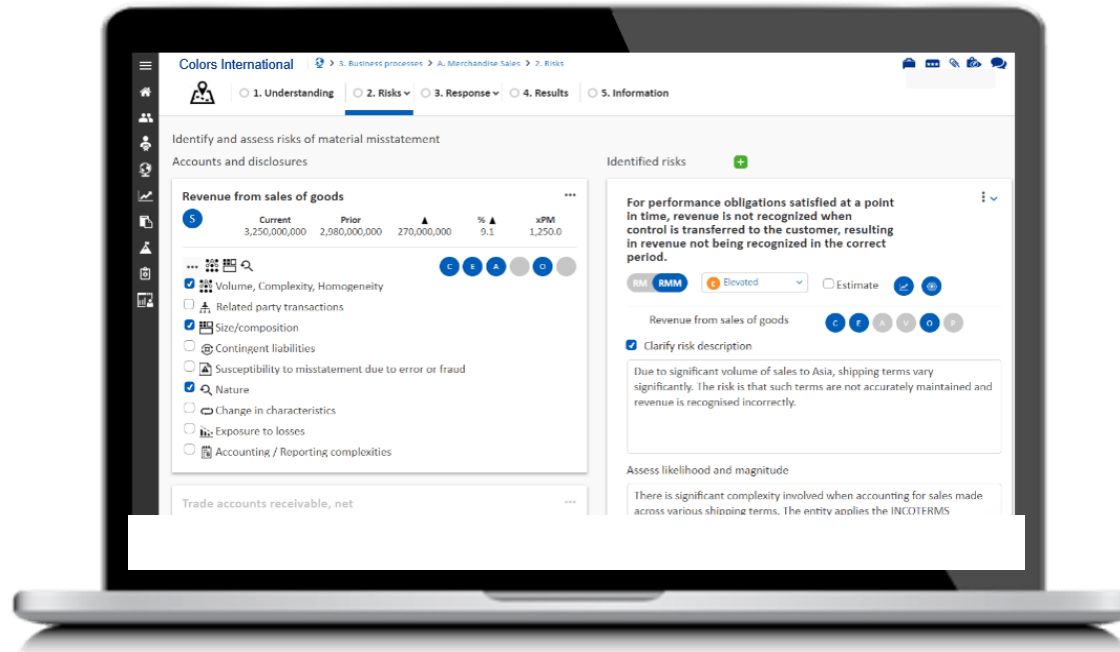 Colors International
> 3. Business processes > A. Merchandise Sales > 2. Risks
1. Understanding
2. Risks
3. Response
4. Results
5. Information
Identify and assess risks of material misstatement
Accounts and disclosures
Revenue from sales of goods
...
S
Current Prior ▲ % ▲ xPM
3,250,000,000 2,980,000,000 270,000,000 9.1 1,250.0
...
C E A O
Volume, Complexity, Homogeneity
Related party transactions
Size/composition
Contingent liabilities
Susceptibility to misstatement due to error or fraud
Nature
Change in characteristics
Exposure to losses
Accounting / Reporting complexities
Trade accounts receivable, net
...
Identified risks
For performance obligations satisfied at a point
in time, revenue is not recognized when
control is transferred to the customer, resulting
in revenue not being recognized in the correct
period.
RM RMM
E Elevated
Estimate
Revenue from sales of goods
C E A V O P
Clarify risk description
Due to significant volume of sales to Asia, shipping terms vary
significantly. The risk is that such terms are not accurately maintained and
revenue is recognised incorrectly.
Assess likelihood and magnitude
There is significant complexity involved when accounting for sales made
across various shipping terms. The entity applies the INCOTERMS